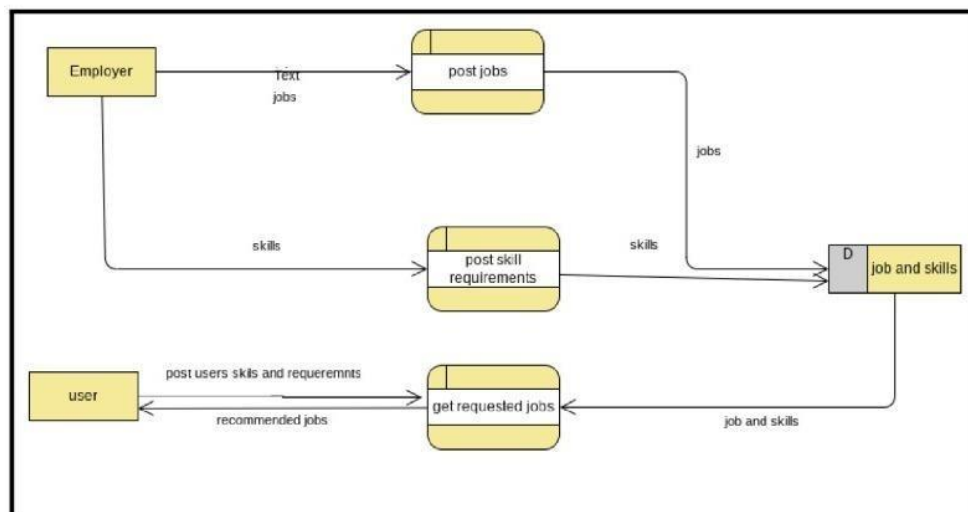 Employer
Text
jobs
post jobs
jobs
skills
post skill
requirements
skills
D
job and skills
user
post users skils and requeremnts
recommended jobs
get requested jobs
job and skills